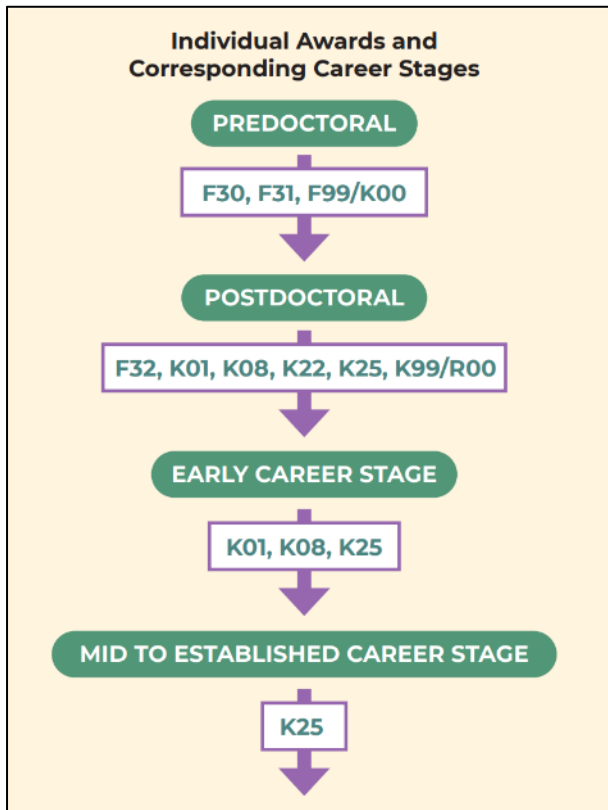 Individual Awards and
Corresponding Career Stages
PREDOCTORAL
F30, F31, F99/K00
POSTDOCTORAL
F32, K01, K08, K22, K25, K99/R00
EARLY CAREER STAGE
K01, K08, K25
MID TO ESTABLISHED CAREER STAGE
K25